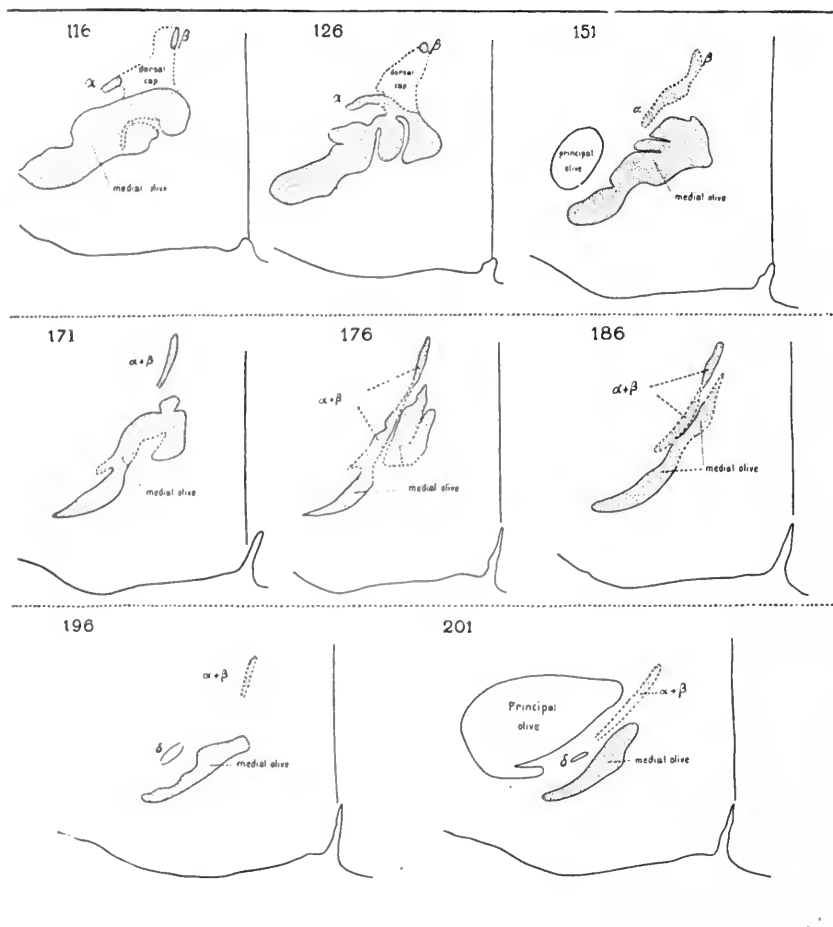 116
β
dorsal
cap
α
medial olive
126
β
dorsal
cap
α
151
β
α
principal
olive
medial olive
171
α+β
medial olive
176
α+β
medial olive
186
α+β
medial olive
196
α+β
δ
medial olive
201
Principal
olive
α+β
δ
medial olive